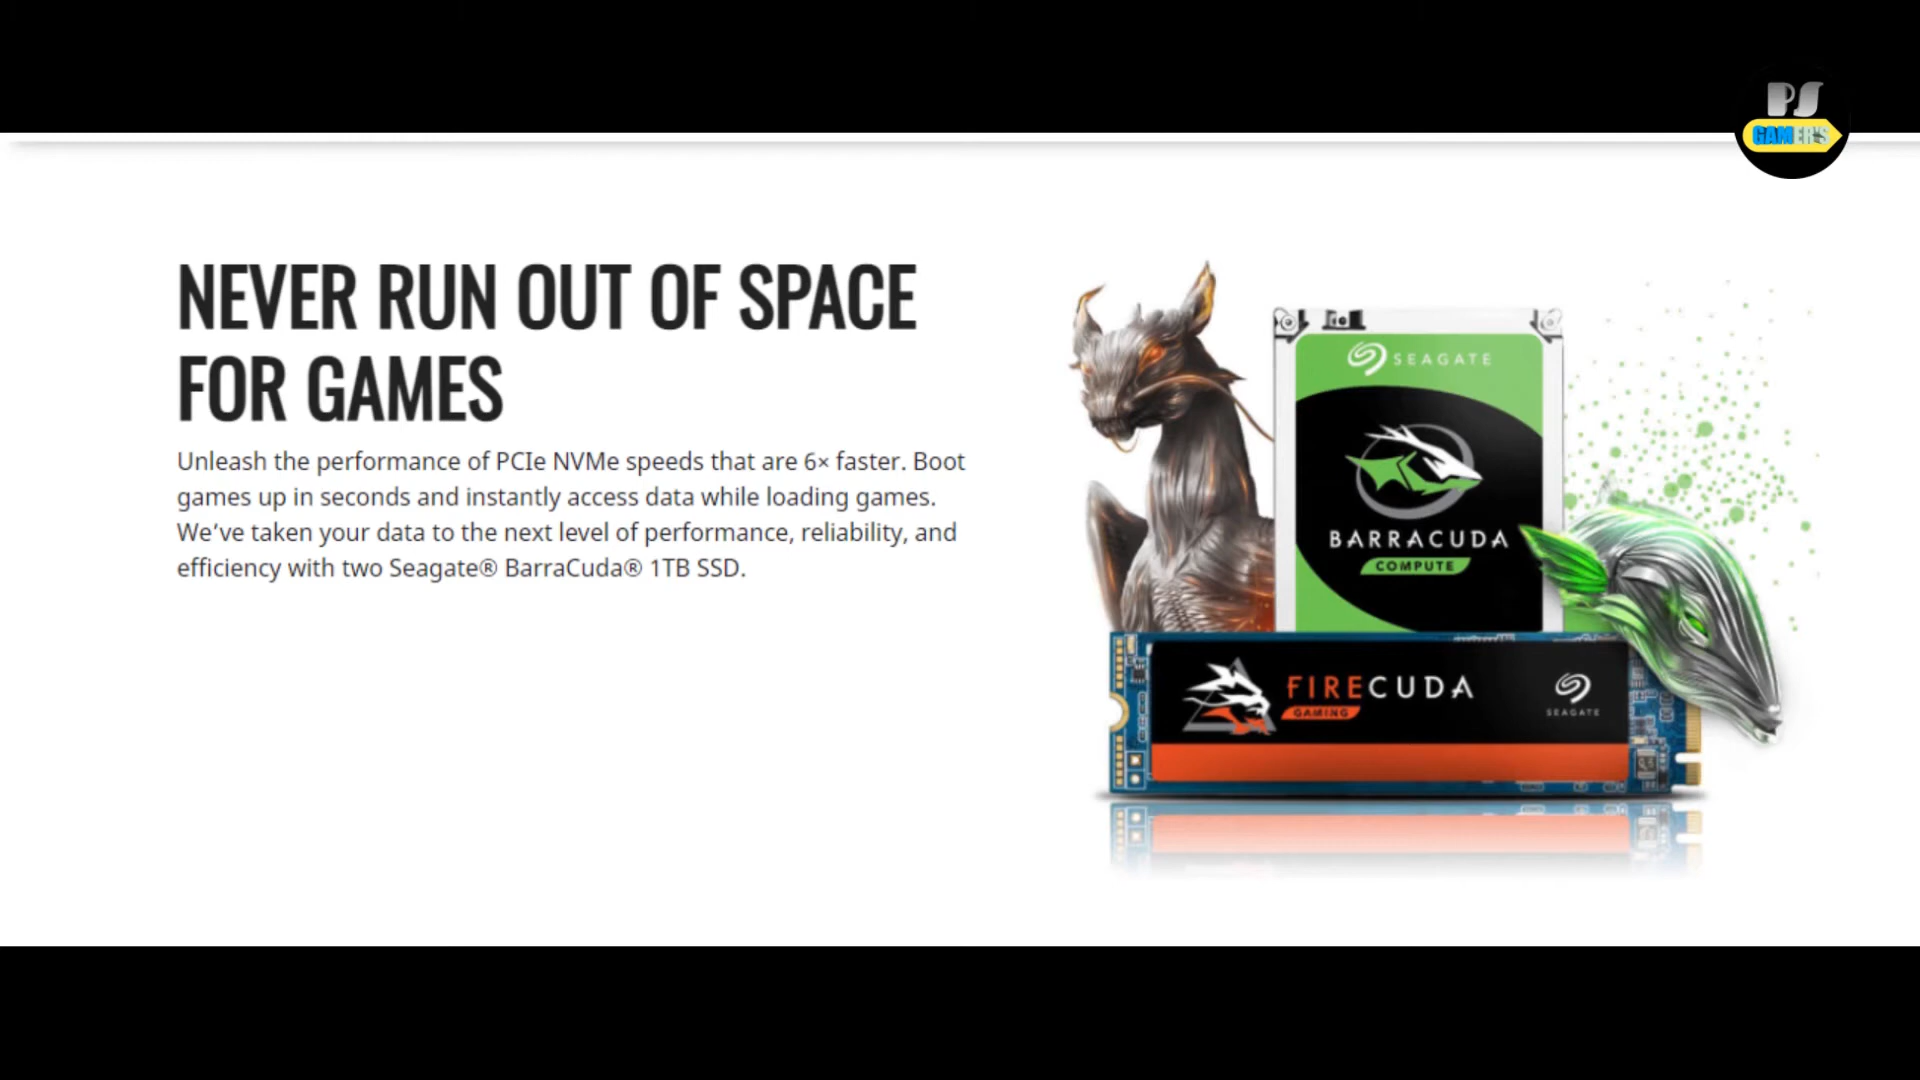 PS
GAMER'S
NEVER RUN OUT OF SPACE
FOR GAMES
Unleash the performance of PCIe NVMe speeds that are 6× faster. Boot
games up in seconds and instantly access data while loading games.
We’ve taken your data to the next level of performance, reliability, and
efficiency with two Seagate® BarraCuda® 1TB SSD.
SEAGATE
BARRACUDA
COMPUTE
FIRECUDA
GAMING
SEAGATE